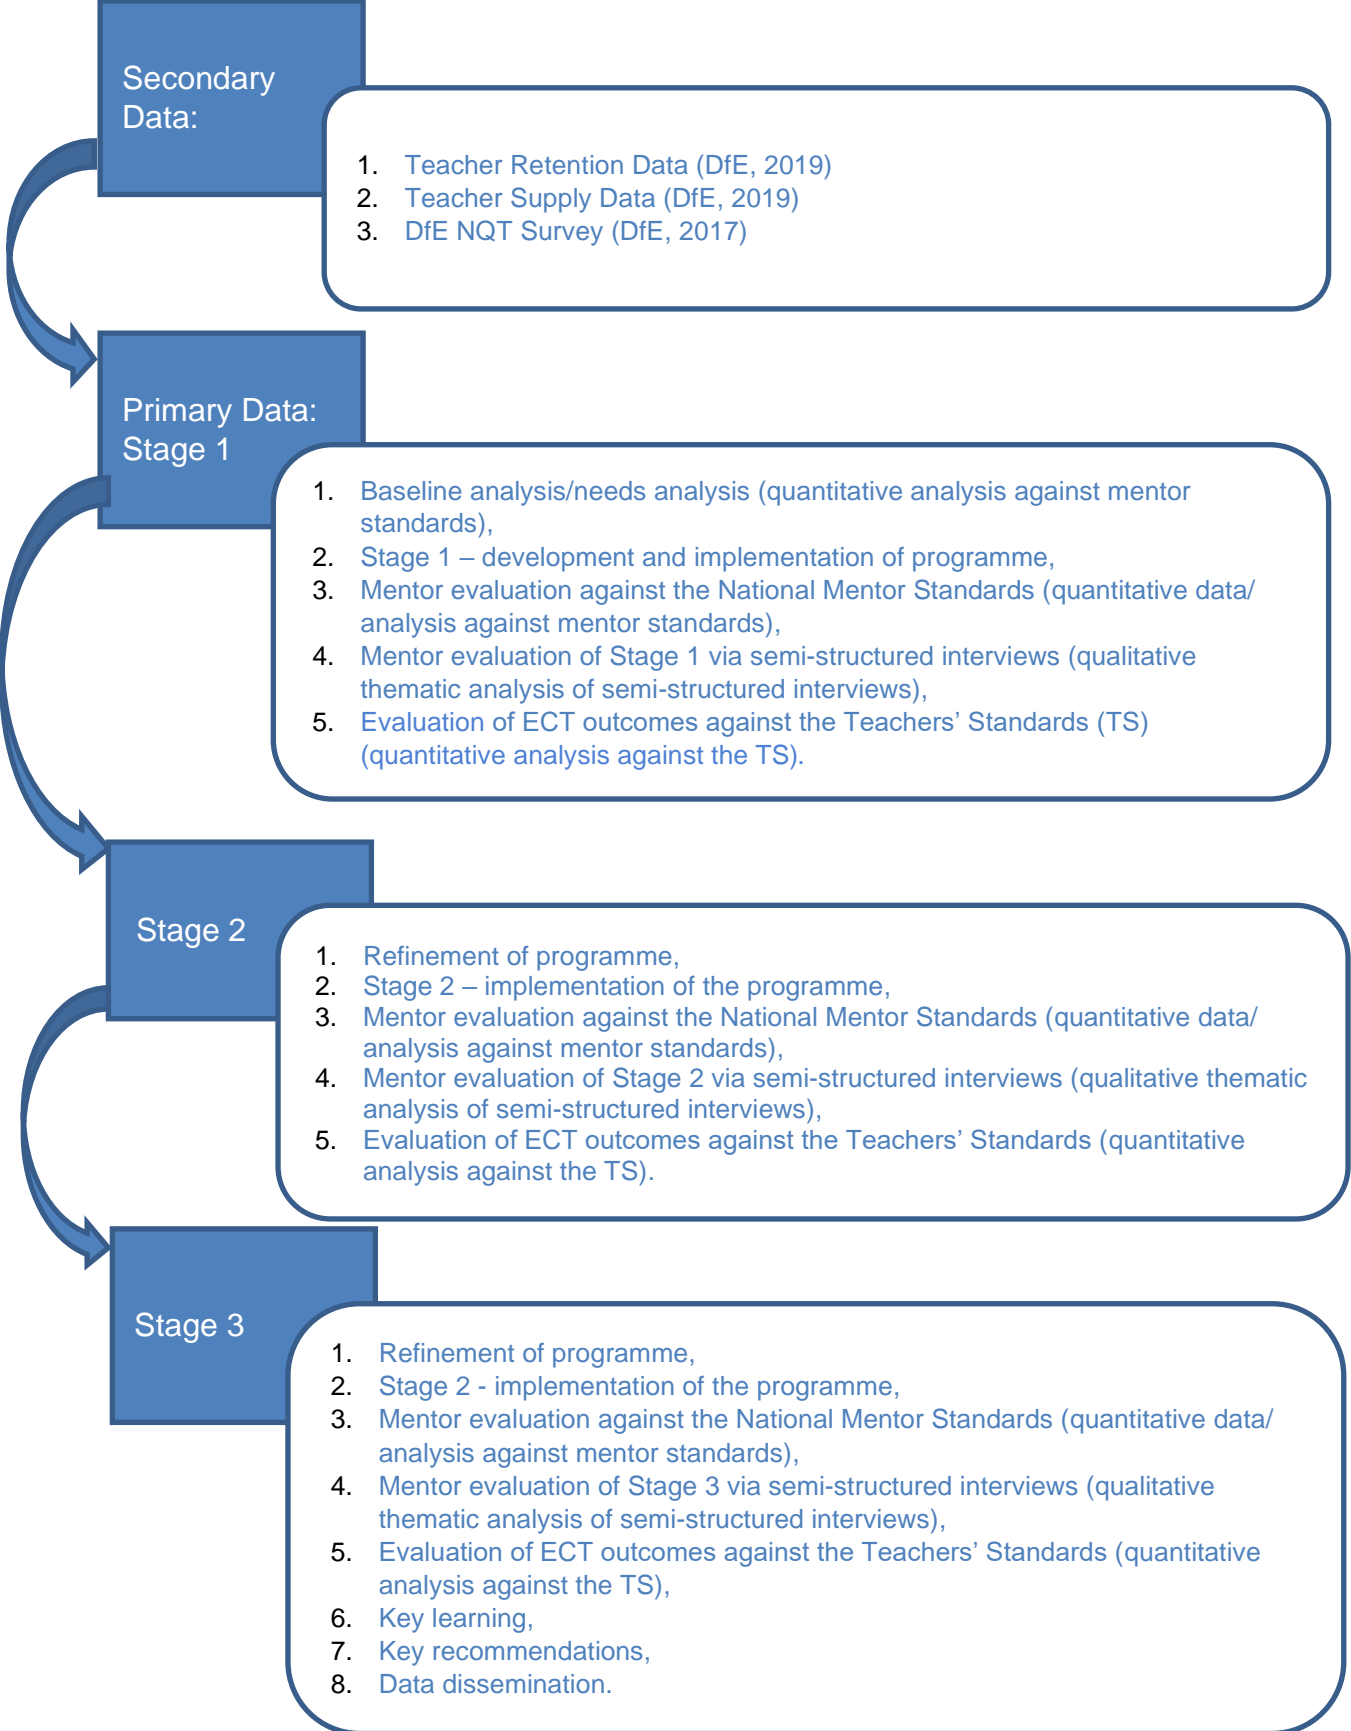 Secondary
Data:
1. Teacher Retention Data (DfE, 2019)
2. Teacher Supply Data (DfE, 2019)
3. DfE NQT Survey (DfE, 2017)
Primary Data:
Stage 1
1. Baseline analysis/needs analysis (quantitative analysis against mentor
standards),
2. Stage 1 – development and implementation of programme,
3. Mentor evaluation against the National Mentor Standards (quantitative data/
analysis against mentor standards),
4. Mentor evaluation of Stage 1 via semi-structured interviews (qualitative
thematic analysis of semi-structured interviews),
5. Evaluation of ECT outcomes against the Teachers’ Standards (TS)
(quantitative analysis against the TS).
Stage 2
1. Refinement of programme,
2. Stage 2 – implementation of the programme,
3. Mentor evaluation against the National Mentor Standards (quantitative data/
analysis against mentor standards),
4. Mentor evaluation of Stage 2 via semi-structured interviews (qualitative thematic
analysis of semi-structured interviews),
5. Evaluation of ECT outcomes against the Teachers’ Standards (quantitative
analysis against the TS).
Stage 3
1. Refinement of programme,
2. Stage 2 - implementation of the programme,
3. Mentor evaluation against the National Mentor Standards (quantitative data/
analysis against mentor standards),
4. Mentor evaluation of Stage 3 via semi-structured interviews (qualitative
thematic analysis of semi-structured interviews),
5. Evaluation of ECT outcomes against the Teachers’ Standards (quantitative
analysis against the TS),
6. Key learning,
7. Key recommendations,
8. Data dissemination.